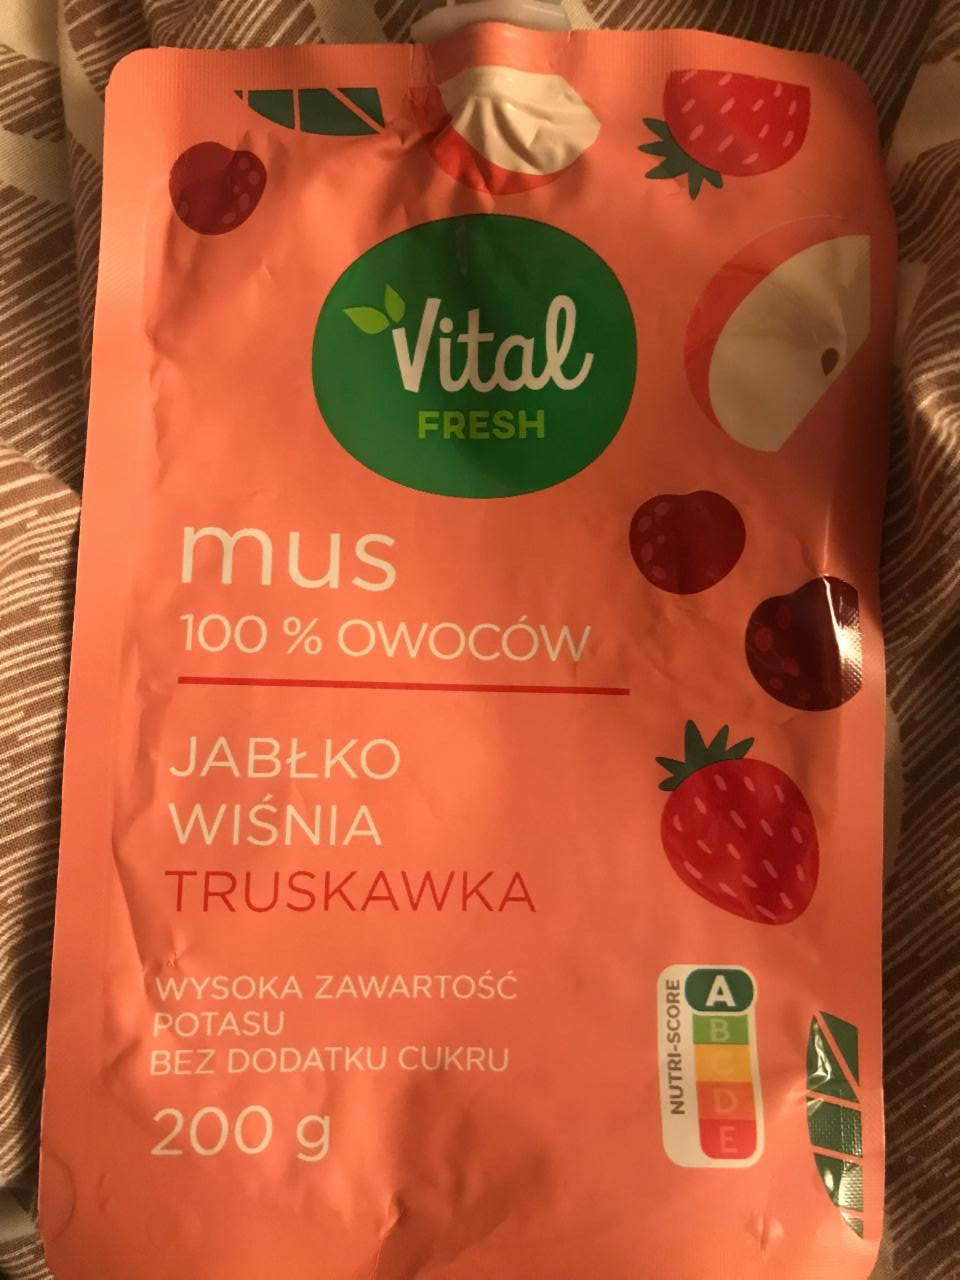 Vital
FRESH
mus
100 % OWOCÓW
JABŁKO
WIŚNIA
TRUSKAWKA
WYSOKA ZAWARTOŚĆ
POTASU
BEZ DODATKU CUKRU
200 g
NUTRI-SCORE
A
B
C
D
E